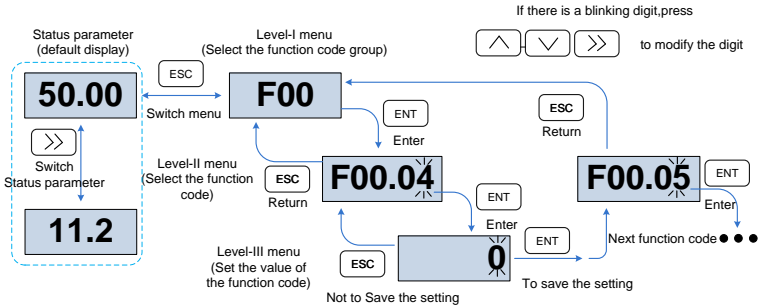 If there is a blinking digit,press
to modify the digit
Status parameter
(default display)
Level-I menu
(Select the function code group)
ESC
50.00
F00
Switch menu
ENT
Enter
ESC
Return
Switch
Status parameter
Level-II menu
(Select the function
code)
ESC
Return
F00.04
F00.05
ENT
Enter
ENT
Enter
11.2
Level-III menu
(Set the value of
the function code)
ESC
0
ENT
Next function code
Not to Save the setting
To save the setting